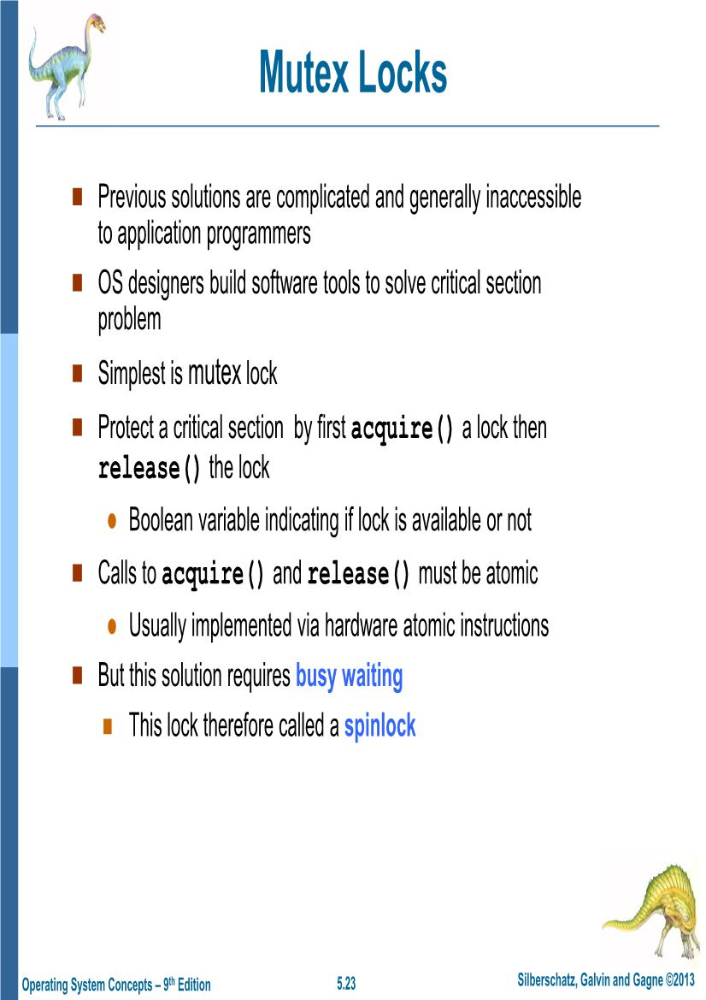 Mutex Locks
Previous solutions are complicated and generally inaccessible
to application programmers
OS designers build software tools to solve critical section
problem
Simplest is mutex lock
Protect a critical section  by first acquire() a lock then
release() the lock
Boolean variable indicating if lock is available or not
Calls to acquire() and release() must be atomic
Usually implemented via hardware atomic instructions
But this solution requires busy waiting
This lock therefore called a spinlock
Operating System Concepts – 9th Edition
5.23
Silberschatz, Galvin and Gagne ©2013